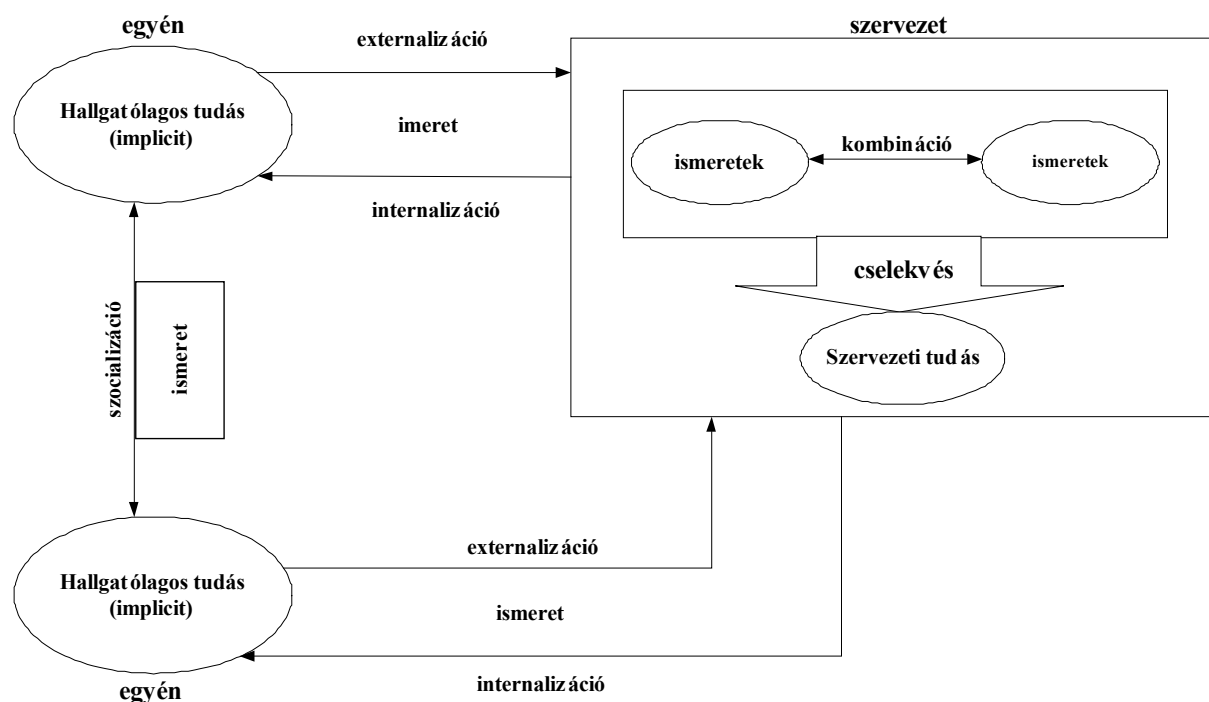 egyén
externalizáció
szervezet
Hallgatólagos tudás
(implicit)
imeret
ismeretek
kombináció
ismeretek
internalizáció
cselekvés
szocializáció
ismeret
Szervezeti tudás
externalizáció
Hallgatólagos tudás
(implicit)
ismeret
internalizáció
egyén